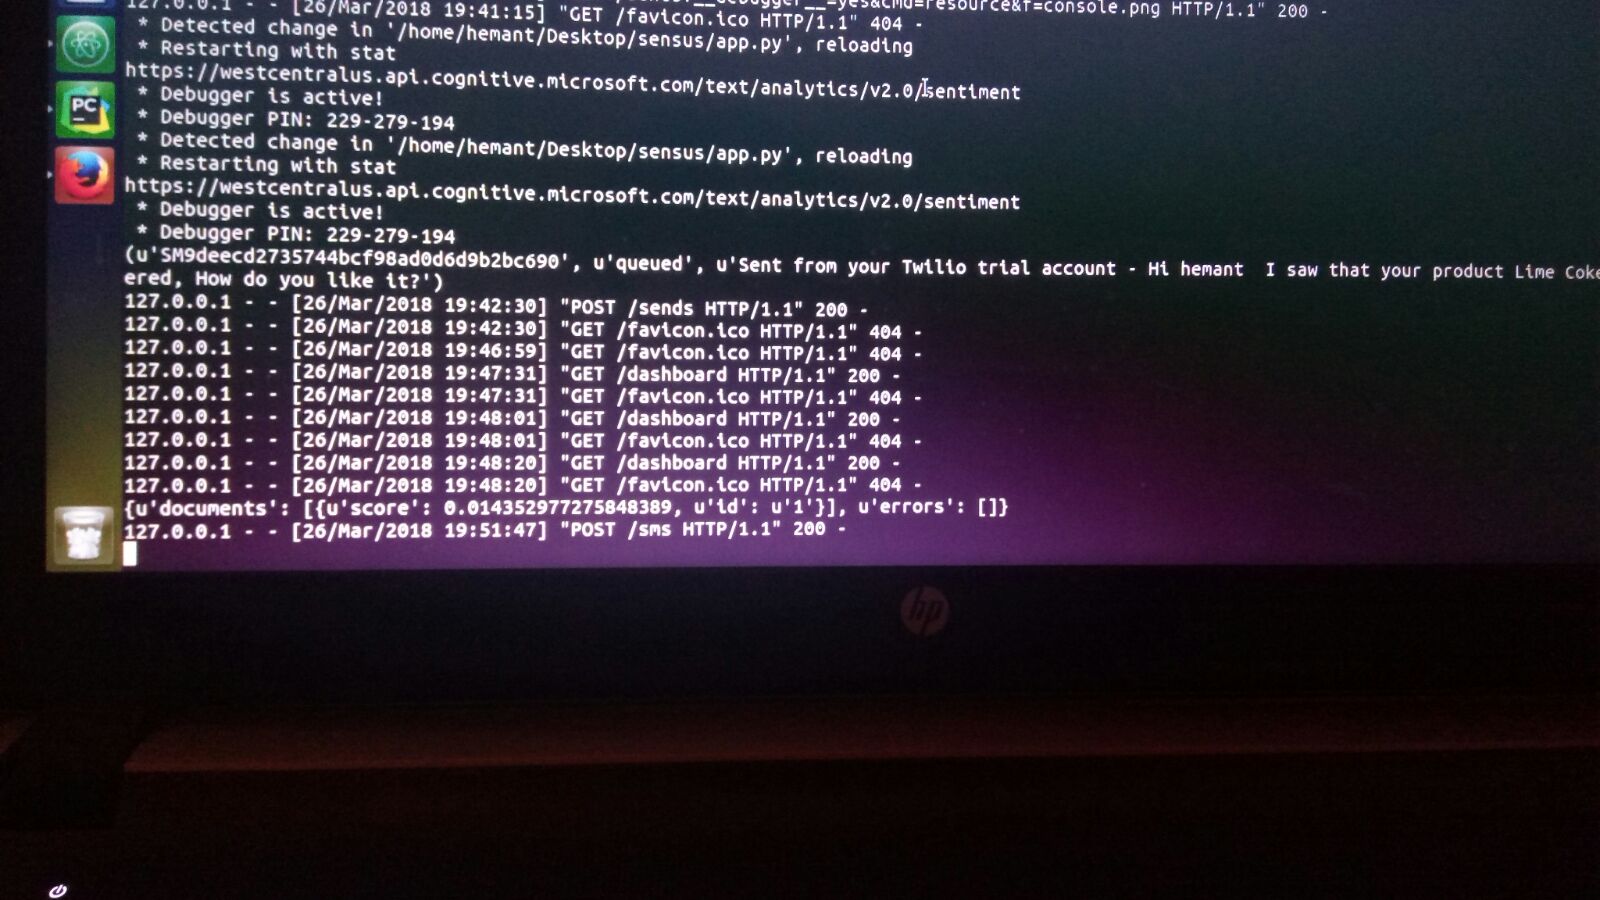 127.0.0.1 - - [26/Mar/2018 19:41:15] "GET /favicon.ico HTTP/1.1" 404 -
=yes&cmd=resource&f=console.png HTTP/1.1" 200 -
* Detected change in '/home/hemant/Desktop/sensus/app.py', reloading
* Restarting with stat
https://westcentralus.api.cognitive.microsoft.com/text/analytics/v2.0/sentiment
* Debugger is active!
* Debugger PIN: 229-279-194
* Detected change in '/home/hemant/Desktop/sensus/app.py', reloading
* Restarting with stat
https://westcentralus.api.cognitive.microsoft.com/text/analytics/v2.0/sentiment
* Debugger is active!
* Debugger PIN: 229-279-194
(u'SM9deecd2735744bcf98ad0d6d9b2bc690', u'queued', u'Sent from your Twilio trial account - Hi hemant  I saw that your product Lime Coke
ered, How do you like it?')
127.0.0.1 - - [26/Mar/2018 19:42:30] "POST /sends HTTP/1.1" 200 -
127.0.0.1 - - [26/Mar/2018 19:42:30] "GET /favicon.ico HTTP/1.1" 404 -
127.0.0.1 - - [26/Mar/2018 19:46:59] "GET /favicon.ico HTTP/1.1" 404 -
127.0.0.1 - - [26/Mar/2018 19:47:31] "GET /dashboard HTTP/1.1" 200 -
127.0.0.1 - - [26/Mar/2018 19:47:31] "GET /favicon.ico HTTP/1.1" 404 -
127.0.0.1 - - [26/Mar/2018 19:48:01] "GET /dashboard HTTP/1.1" 200 -
127.0.0.1 - - [26/Mar/2018 19:48:01] "GET /favicon.ico HTTP/1.1" 404 -
127.0.0.1 - - [26/Mar/2018 19:48:20] "GET /dashboard HTTP/1.1" 200 -
127.0.0.1 - - [26/Mar/2018 19:48:20] "GET /favicon.ico HTTP/1.1" 404 -
{u'documents': [{u'score': 0.014352977275848389, u'id': u'1'}], u'errors': []}
127.0.0.1 - - [26/Mar/2018 19:51:47] "POST /sms HTTP/1.1" 200 -
PC
hp